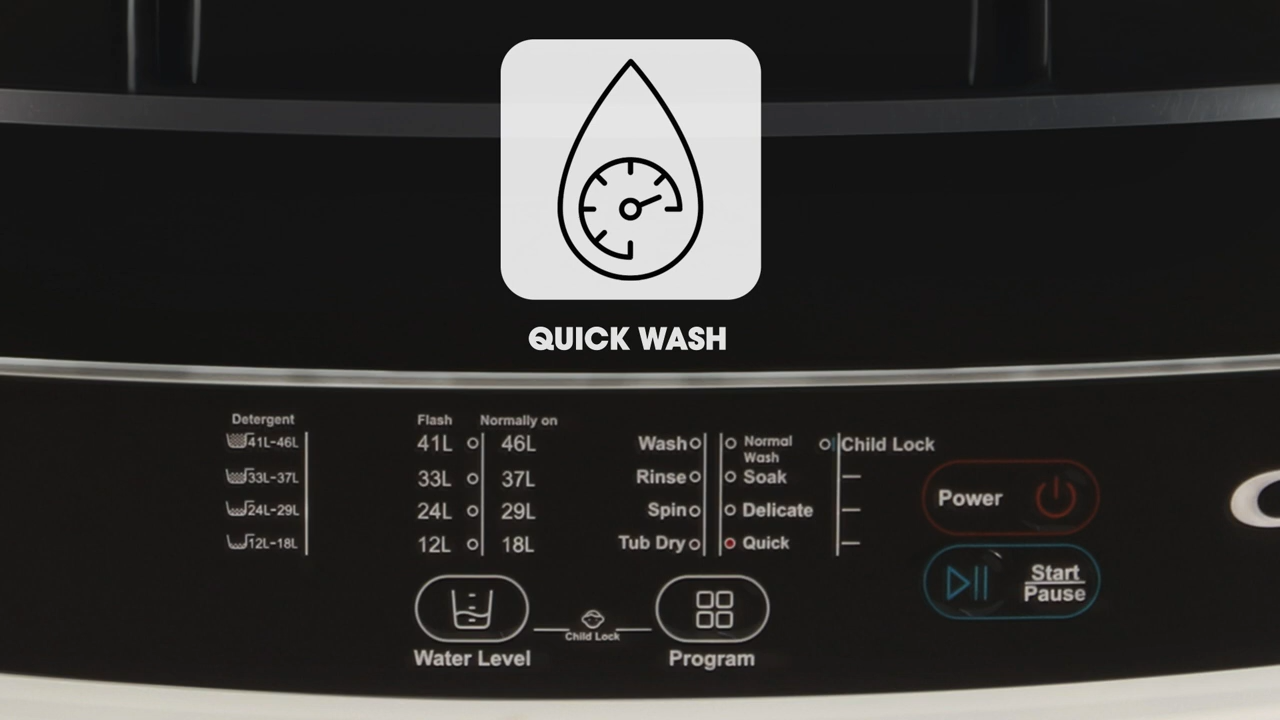 QUICK WASH
Detergent
41L-46L
33L-37L
24L-29L
12L-18L
Flash Normally on
41L 46L
33L 37L
24L 29L
12L 18L
Water Level
Child Lock
Wash
Rinse
Spin
Tub Dry
Normal
Wash
Soak
Delicate
Quick
Program
Child Lock
Power
Start
Pause